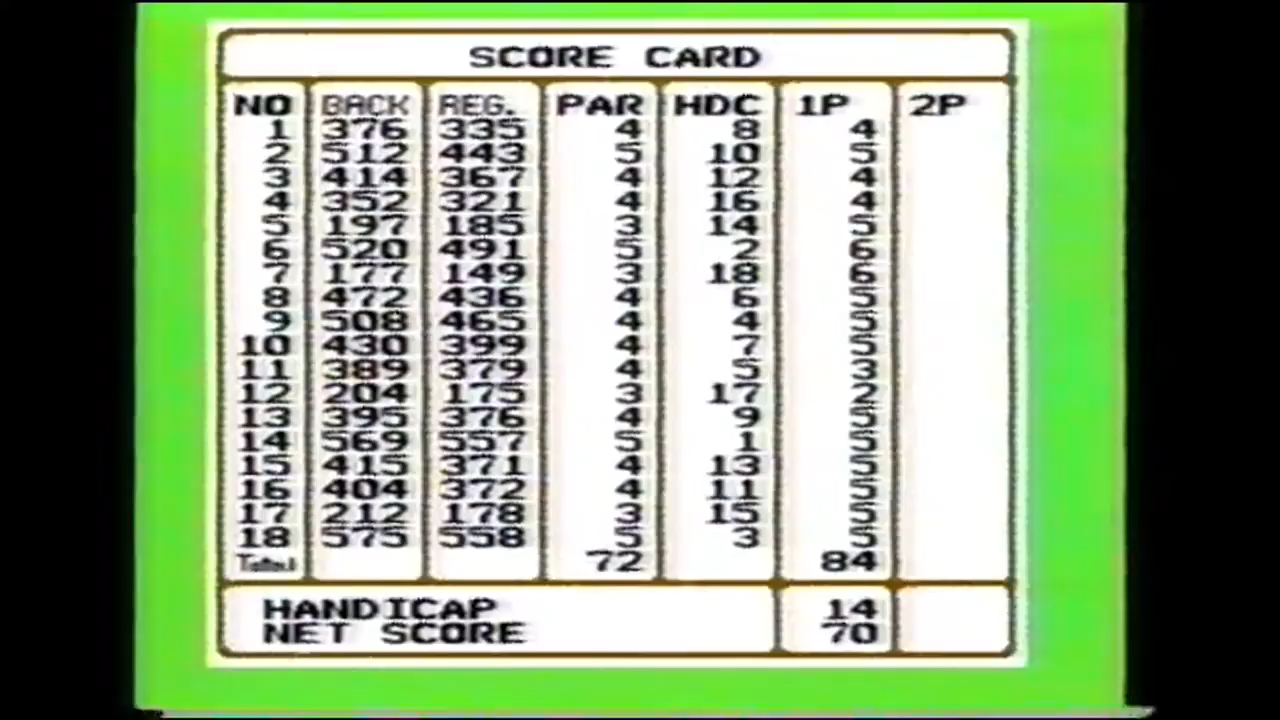 SCORE CARD
NO BACK REG. PAR HDC 1P 2P
1 376 335 4 8 4
2 512 443 5 10 5
3 414 367 4 12 4
4 352 321 4 16 4
5 197 185 3 14 5
6 520 491 5 2 6
7 177 149 3 18 6
8 472 436 4 6 5
9 508 465 4 4 5
10 430 399 4 7 5
11 389 379 4 5 3
12 204 175 3 17 2
13 395 376 4 9 5
14 569 557 5 1 5
15 415 371 4 13 5
16 404 372 4 11 5
17 212 178 3 15 5
18 575 558 5 3 5
Total 72 84
HANDICAP 14
NET SCORE 70